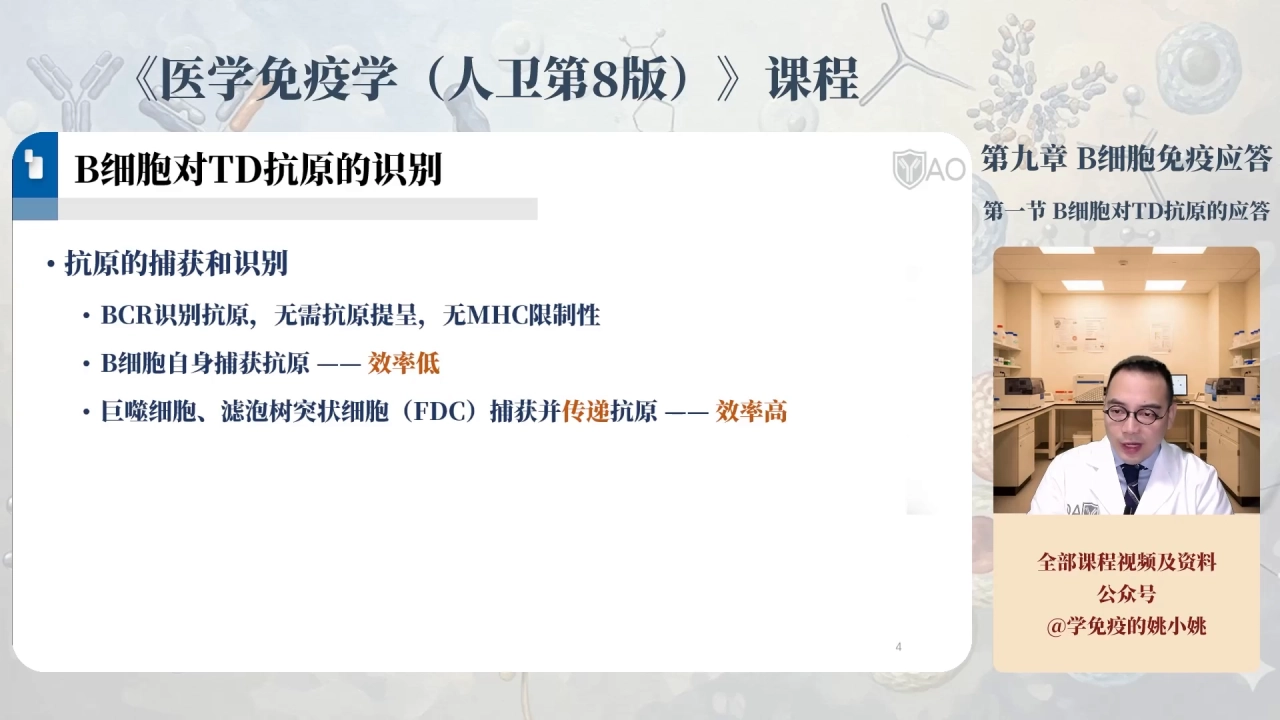 《医学免疫学（人卫第8版）》课程
B细胞对TD抗原的识别
AO
• 抗原的捕获和识别
• BCR识别抗原，无需抗原提呈，无MHC限制性
• B细胞自身捕获抗原 —— 效率低
• 巨噬细胞、滤泡树突状细胞（FDC）捕获并传递抗原 —— 效率高
4
第九章 B细胞免疫应答
第一节 B细胞对TD抗原的应答
全部课程视频及资料
公众号
@学免疫的姚小姚